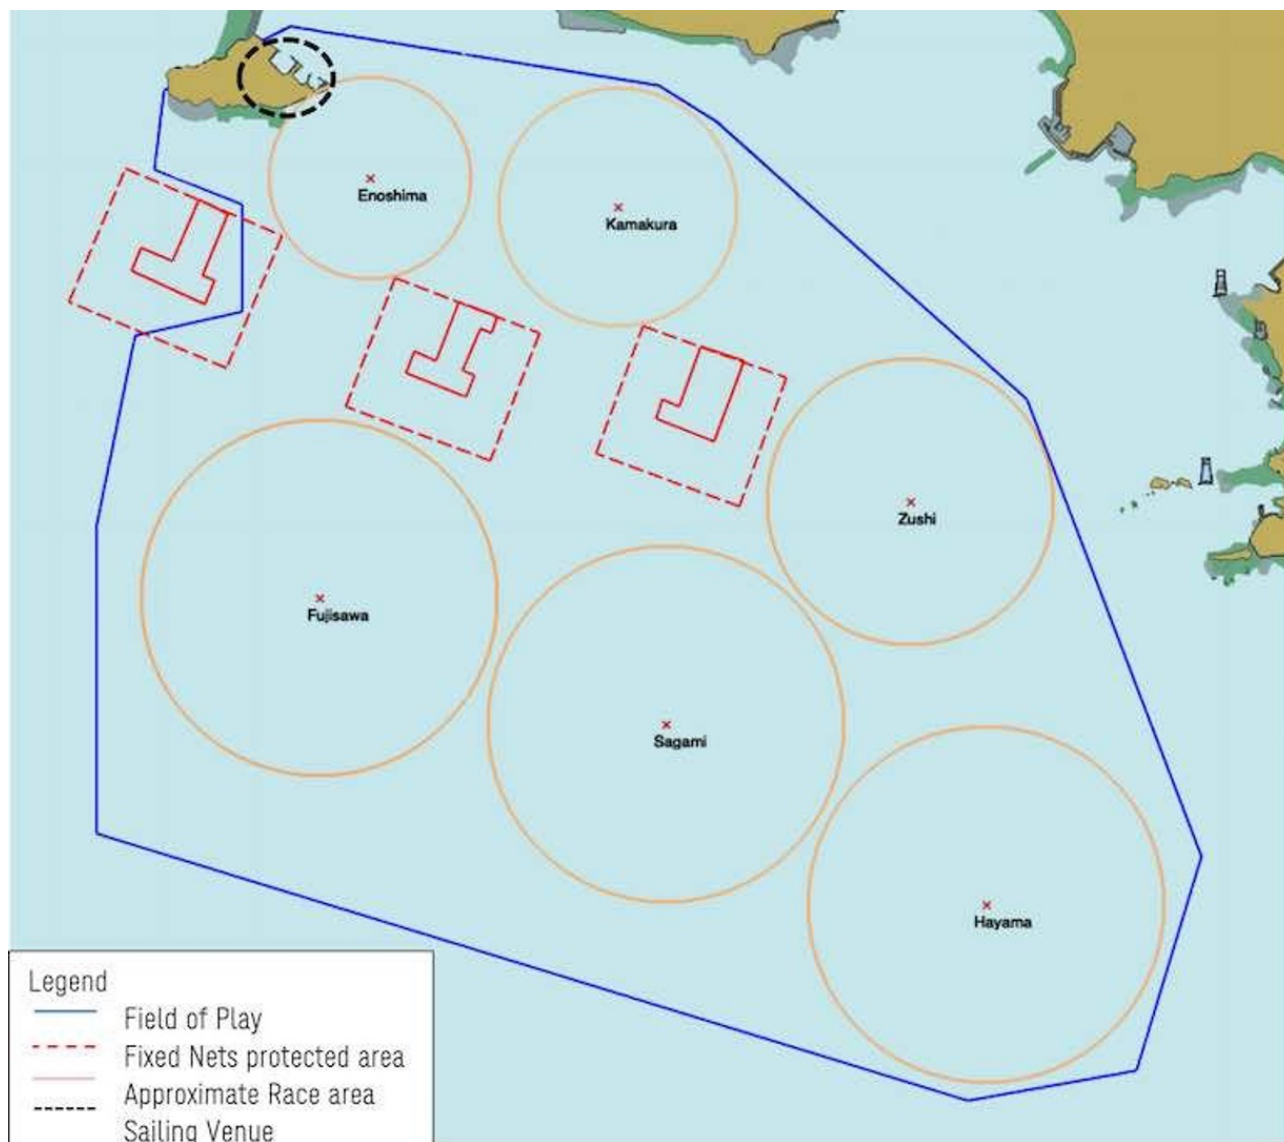 Enoshima
Kamakura
Zushi
Fujisawa
Sagami
Hayama
Legend
Field of Play
Fixed Nets protected area
Approximate Race area
Sailing Venue